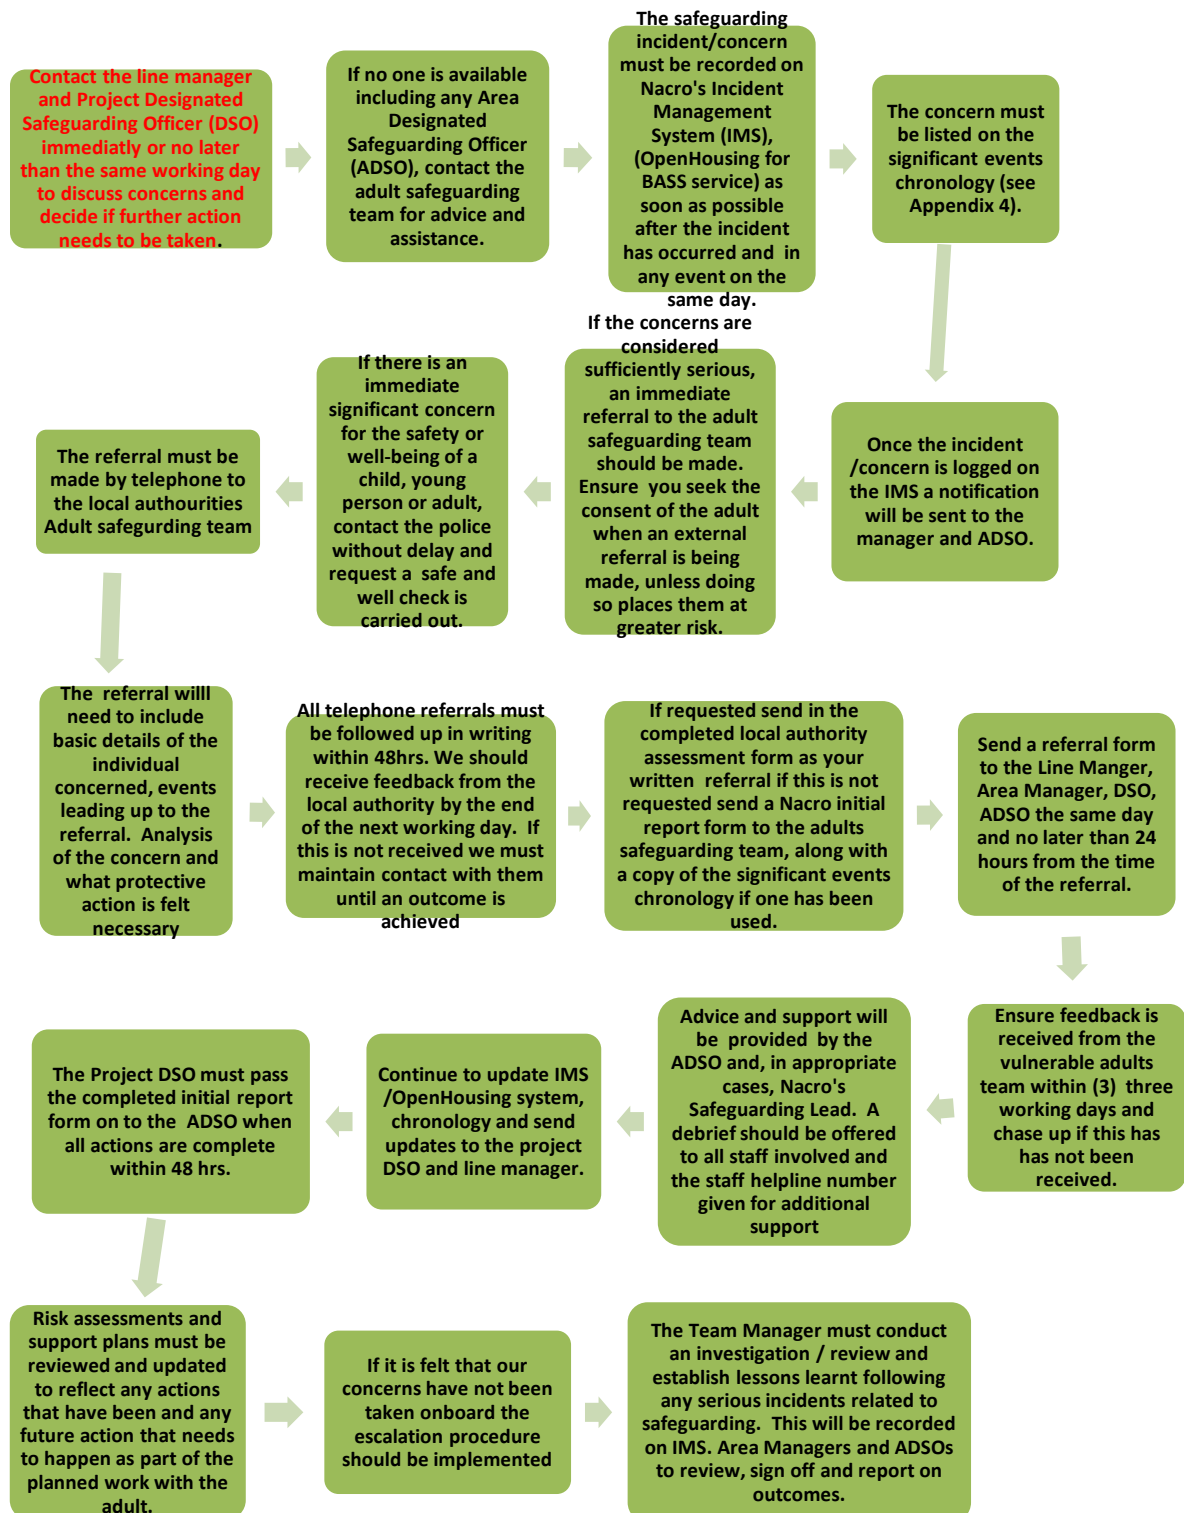 Contact the line manager
and Project Designated
Safeguarding Officer (DSO)
immediatly or no later
than the same working day
to discuss concerns and
decide if further action
needs to be taken.
If no one is available
including any Area
Designated
Safeguarding Officer
(ADSO), contact the
adult safeguarding
team for advice and
assistance.
The safeguarding
incident/concern
must be recorded on
Nacro's Incident
Management
System (IMS),
(OpenHousing for
BASS service) as
soon as possible
after the incident
has occurred and in
any event on the
same day.
The concern must
be listed on the
significant events
chronology (see
Appendix 4).
Once the incident
/concern is logged on
the IMS a notification
will be sent to the
manager and ADSO.
If the concerns are
considered
sufficiently serious,
an immediate
referral to the adult
safeguarding team
should be made.
Ensure you seek the
consent of the adult
when an external
referral is being
made, unless doing
so places them at
greater risk.
If there is an
immediate
significant concern
for the safety or
well-being of a
child, young
person or adult,
contact the police
without delay and
request a safe and
well check is
carried out.
The referral must be
made by telephone to
the local authourities
Adult safegurding team
The referral willl
need to include
basic details of the
individual
concerned, events
leading up to the
referral. Analysis
of the concern and
what protective
action is felt
necessary
All telephone referrals must
be followed up in writing
within 48hrs. We should
receive feedback from the
local authority by the end
of the next working day. If
this is not received we must
maintain contact with them
until an outcome is
achieved
If requested send in the
completed local authority
assessment form as your
written referral if this is not
requested send a Nacro initial
report form to the adults
safeguarding team, along with
a copy of the significant events
chronology if one has been
used.
Send a referral form
to the Line Manger,
Area Manager, DSO,
ADSO the same day
and no later than 24
hours from the time
of the referral.
Ensure feedback is
received from the
vulnerable adults
team within (3) three
working days and
chase up if this has
has not been
received.
Advice and support will
be provided by the
ADSO and, in appropriate
cases, Nacro's
Safeguarding Lead. A
debrief should be offered
to all staff involved and
the staff helpline number
given for additional
support
Continue to update IMS
/OpenHousing system,
chronology and send
updates to the project
DSO and line manager.
The Project DSO must pass
the completed initial report
form on to the ADSO when
all actions are complete
within 48 hrs.
Risk assessments and
support plans must be
reviewed and updated
to reflect any actions
that have been and any
future action that needs
to happen as part of the
planned work with the
adult.
If it is felt that our
concerns have not been
taken onboard the
escalation procedure
should be implemented
The Team Manager must conduct
an investigation / review and
establish lessons learnt following
any serious incidents related to
safeguarding. This will be recorded
on IMS. Area Managers and ADSOs
to review, sign off and report on
outcomes.